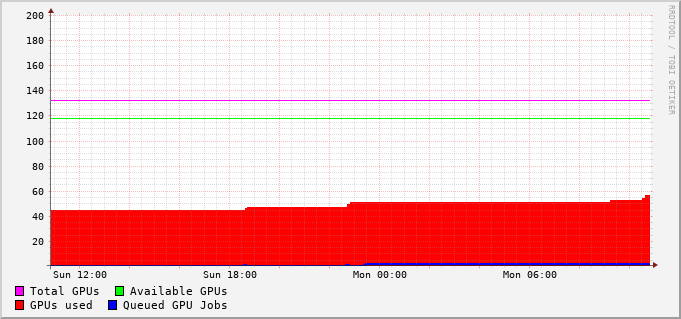 200
180
160
140
120
100
80
60
40
20
Sun 12:00 Sun 18:00 Mon 00:00 Mon 06:00
Total GPUs Available GPUs
GPUs used Queued GPU Jobs
RRDTOOL / TOBI OETIKER